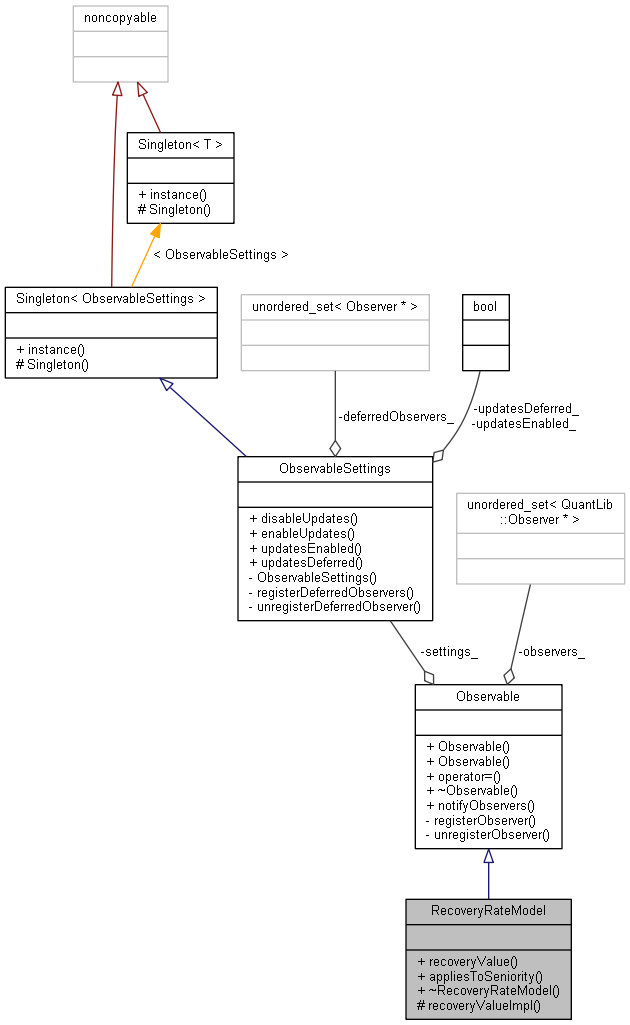 noncopyable
Singleton< T >
+ instance()
# Singleton()
< ObservableSettings >
Singleton< ObservableSettings >
+ instance()
# Singleton()
unordered_set< Observer * >
bool
-deferredObservers_
-updatesDeferred_
-updatesEnabled_
ObservableSettings
+ disableUpdates()
+ enableUpdates()
+ updatesEnabled()
+ updatesDeferred()
- ObservableSettings()
- registerDeferredObservers()
- unregisterDeferredObserver()
unordered_set< QuantLib
::Observer * >
-settings_
-observers_
Observable
+ Observable()
+ Observable()
+ operator=()
+ ~Observable()
+ notifyObservers()
- registerObserver()
- unregisterObserver()
RecoveryRateModel
+ recoveryValue()
+ appliesToSeniority()
+ ~RecoveryRateModel()
# recoveryValueImpl()